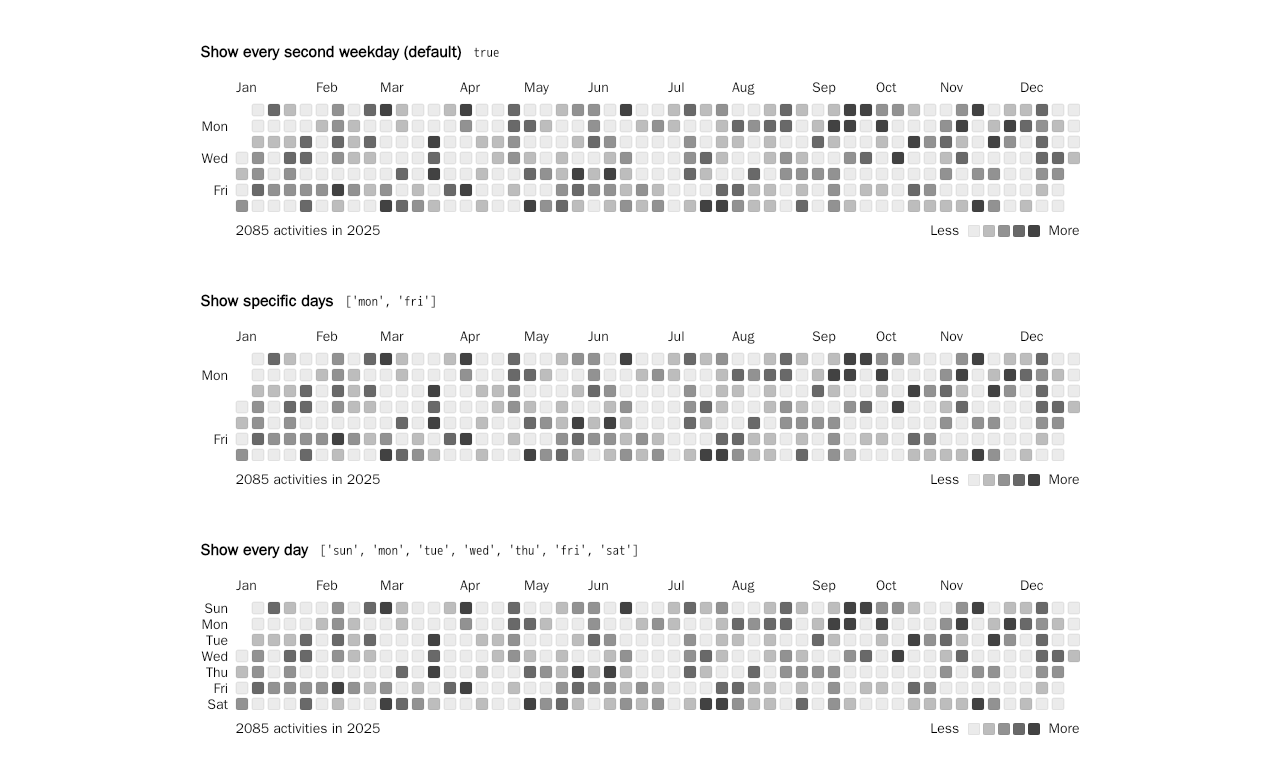 Show every second weekday (default) true
Jan Feb Mar Apr May Jun Jul Aug Sep Oct Nov Dec
Mon
Wed
Fri
2085 activities in 2025 Less More
Show specific days ['mon', 'fri']
Jan Feb Mar Apr May Jun Jul Aug Sep Oct Nov Dec
Mon
Fri
2085 activities in 2025 Less More
Show every day ['sun', 'mon', 'tue', 'wed', 'thu', 'fri', 'sat']
Jan Feb Mar Apr May Jun Jul Aug Sep Oct Nov Dec
Sun
Mon
Tue
Wed
Thu
Fri
Sat
2085 activities in 2025 Less More